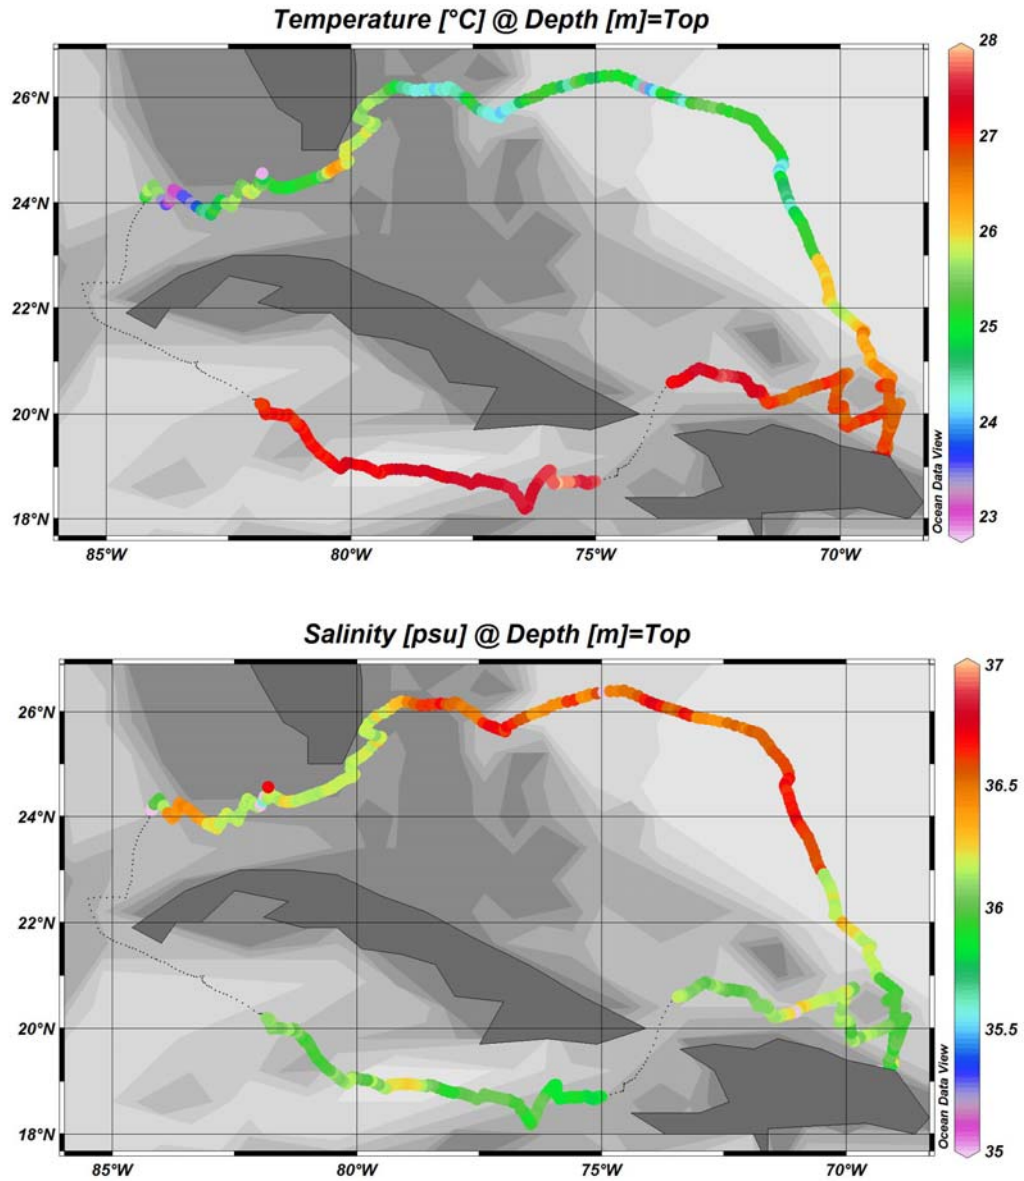 Temperature [°C] @ Depth [m]=Top
28
26°N
27
24°N
26
22°N
25
20°N
24
18°N
23
Ocean Data View
85°W 80°W 75°W 70°W
Salinity [psu] @ Depth [m]=Top
37
26°N
36.5
24°N
36
22°N
35.5
20°N
18°N
35
Ocean Data View
85°W 80°W 75°W 70°W